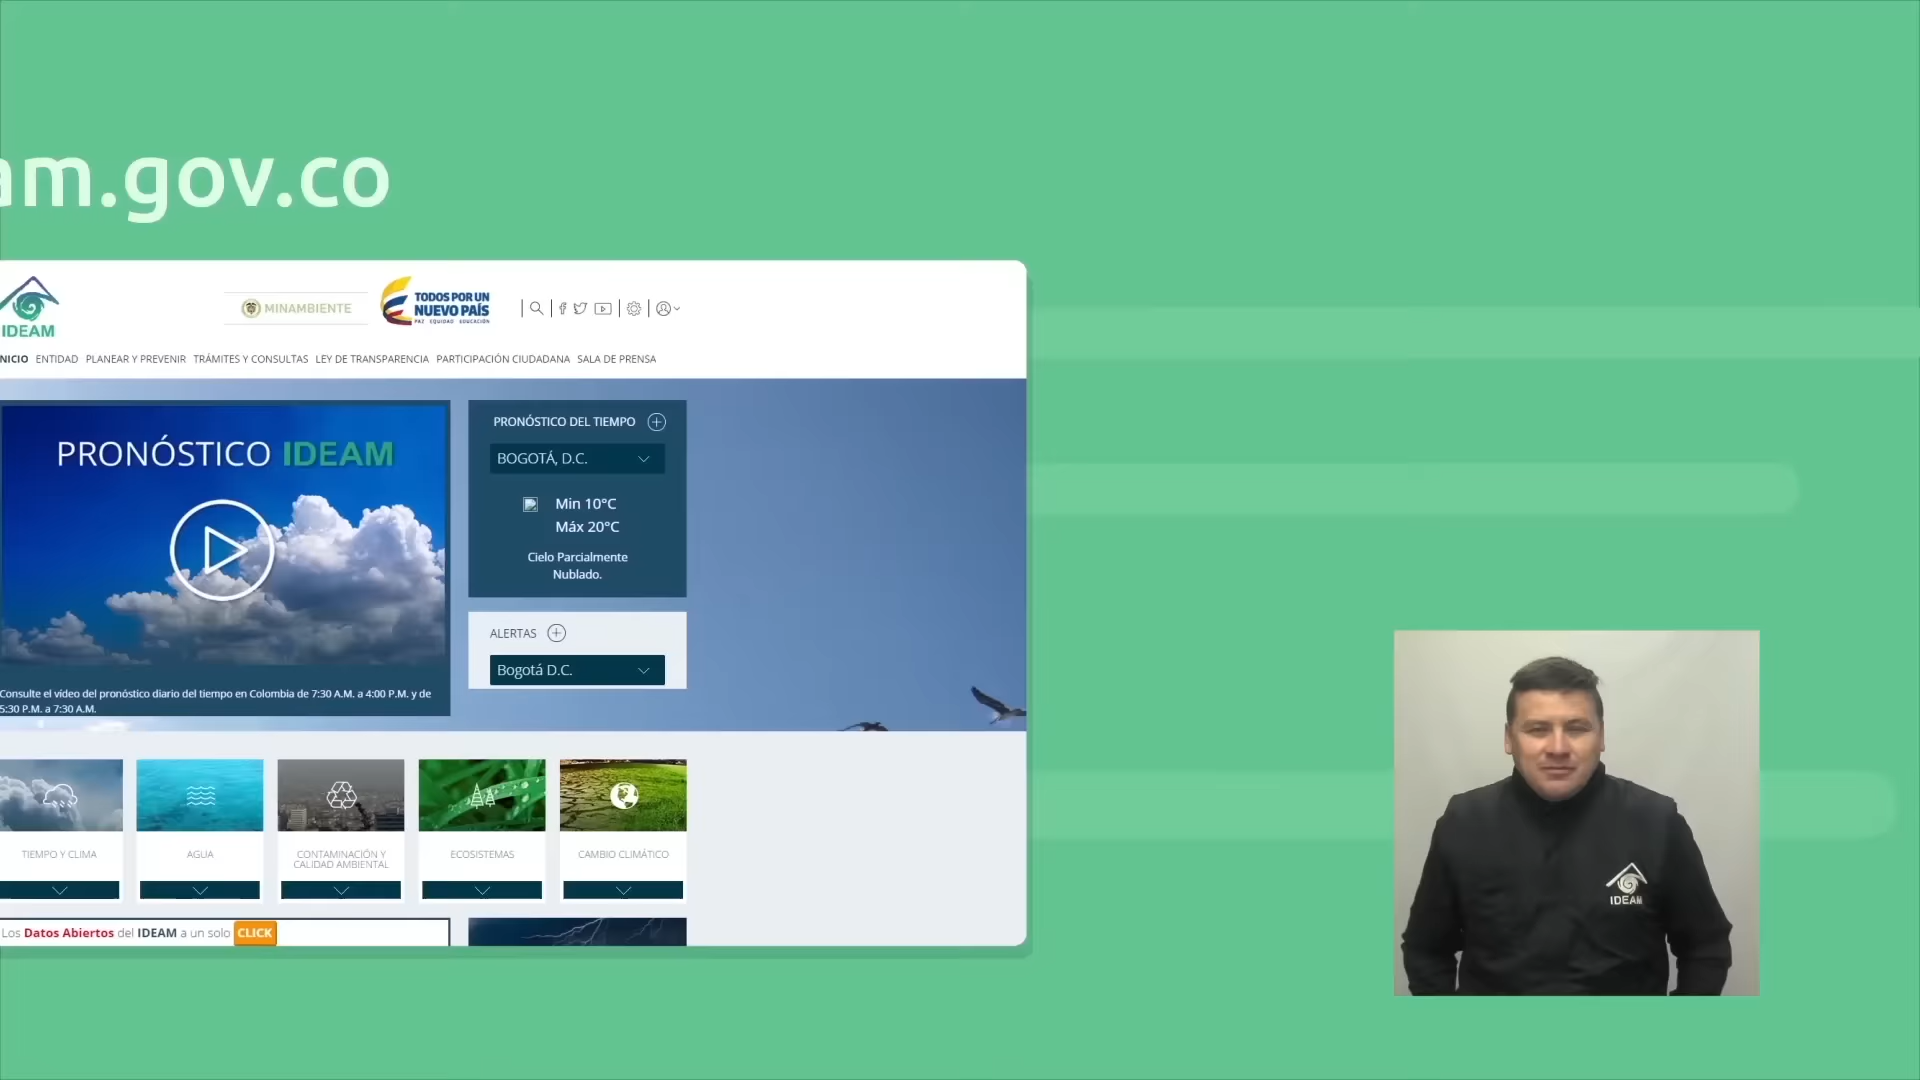 am.gov.co
IDEAM
MINAMBIENTE
TODOS POR UN
NUEVO PAÍS
PAZ EQUIDAD EDUCACIÓN
NICIO ENTIDAD PLANEAR Y PREVENIR TRÁMITES Y CONSULTAS LEY DE TRANSPARENCIA PARTICIPACIÓN CIUDADANA SALA DE PRENSA
PRONÓSTICO IDEAM
Consulte el vídeo del pronóstico diario del tiempo en Colombia de 7:30 A.M. a 4:00 P.M. y de
5:30 P.M. a 7:30 A.M.
PRONÓSTICO DEL TIEMPO
BOGOTÁ, D.C.
Min 10°C
Máx 20°C
Cielo Parcialmente
Nublado.
ALERTAS
Bogotá D.C.
TIEMPO Y CLIMA
AGUA
CONTAMINACIÓN Y
CALIDAD AMBIENTAL
ECOSISTEMAS
CAMBIO CLIMÁTICO
Los Datos Abiertos del IDEAM a un solo CLICK
IDEAM